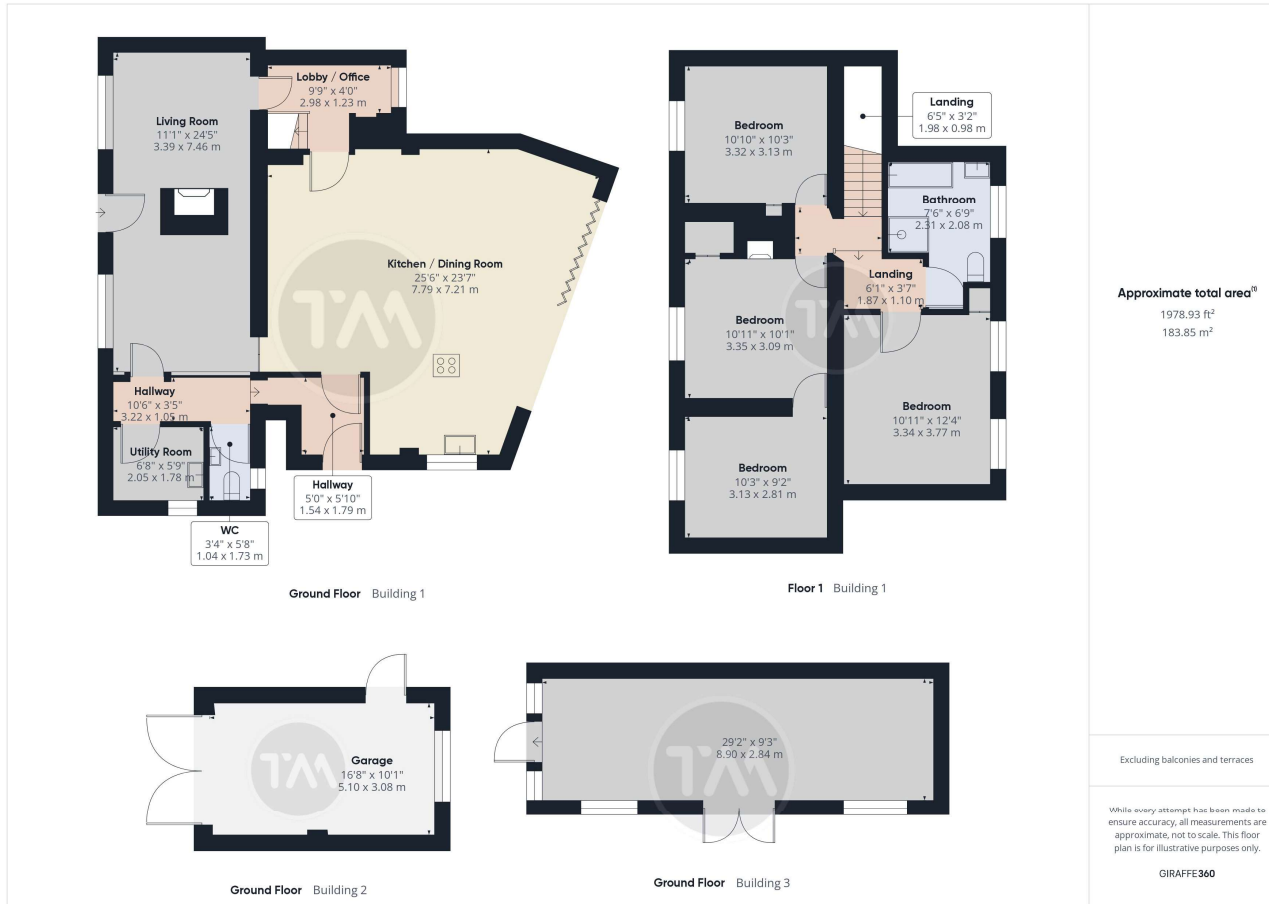 Living Room
11'1" x 24'5"
3.39 x 7.46 m
Lobby / Office
9'9" x 4'0"
2.98 x 1.23 m
Kitchen / Dining Room
25'6" x 23'7"
7.79 x 7.21 m
TM
Hallway
10'6" x 3'5"
3.22 x 1.05 m
Utility Room
6'8" x 5'9"
2.05 x 1.78 m
WC
3'4" x 5'8"
1.04 x 1.73 m
Hallway
5'0" x 5'10"
1.54 x 1.79 m
Ground Floor Building 1
Bedroom
10'10" x 10'3"
3.32 x 3.13 m
Landing
6'5" x 3'2"
1.98 x 0.98 m
Bathroom
7'6" x 6'9"
2.31 x 2.08 m
Landing
6'1" x 3'7"
1.87 x 1.10 m
Bedroom
10'11" x 10'1"
3.35 x 3.09 m
TM
Bedroom
10'11" x 12'4"
3.34 x 3.77 m
Bedroom
10'3" x 9'2"
3.13 x 2.81 m
Floor 1 Building 1
Garage
16'8" x 10'1"
5.10 x 3.08 m
TM
Ground Floor Building 2
29'2" x 9'3"
8.90 x 2.84 m
TM
Ground Floor Building 3
Approximate total area(1)
1978.93 ft²
183.85 m²
Excluding balconies and terraces
While every attempt has been made to
ensure accuracy, all measurements are
approximate, not to scale. This floor
plan is for illustrative purposes only.
GIRAFFE360